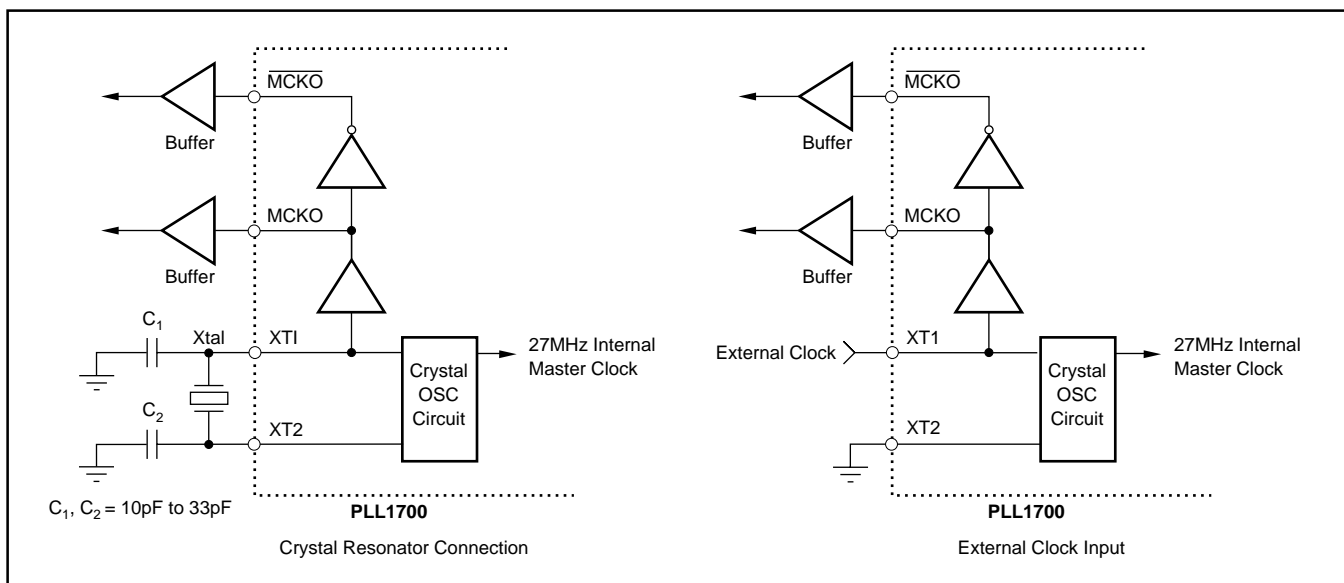 M̅C̅K̅O̅
Buffer
MCKO
Buffer
C₁
Xtal
XTI
27MHz Internal
Master Clock
Crystal
OSC
Circuit
C₂
XT2
C₁, C₂ = 10pF to 33pF
PLL1700
Crystal Resonator Connection
M̅C̅K̅O̅
Buffer
MCKO
Buffer
External Clock
XT1
27MHz Internal
Master Clock
Crystal
OSC
Circuit
XT2
PLL1700
External Clock Input